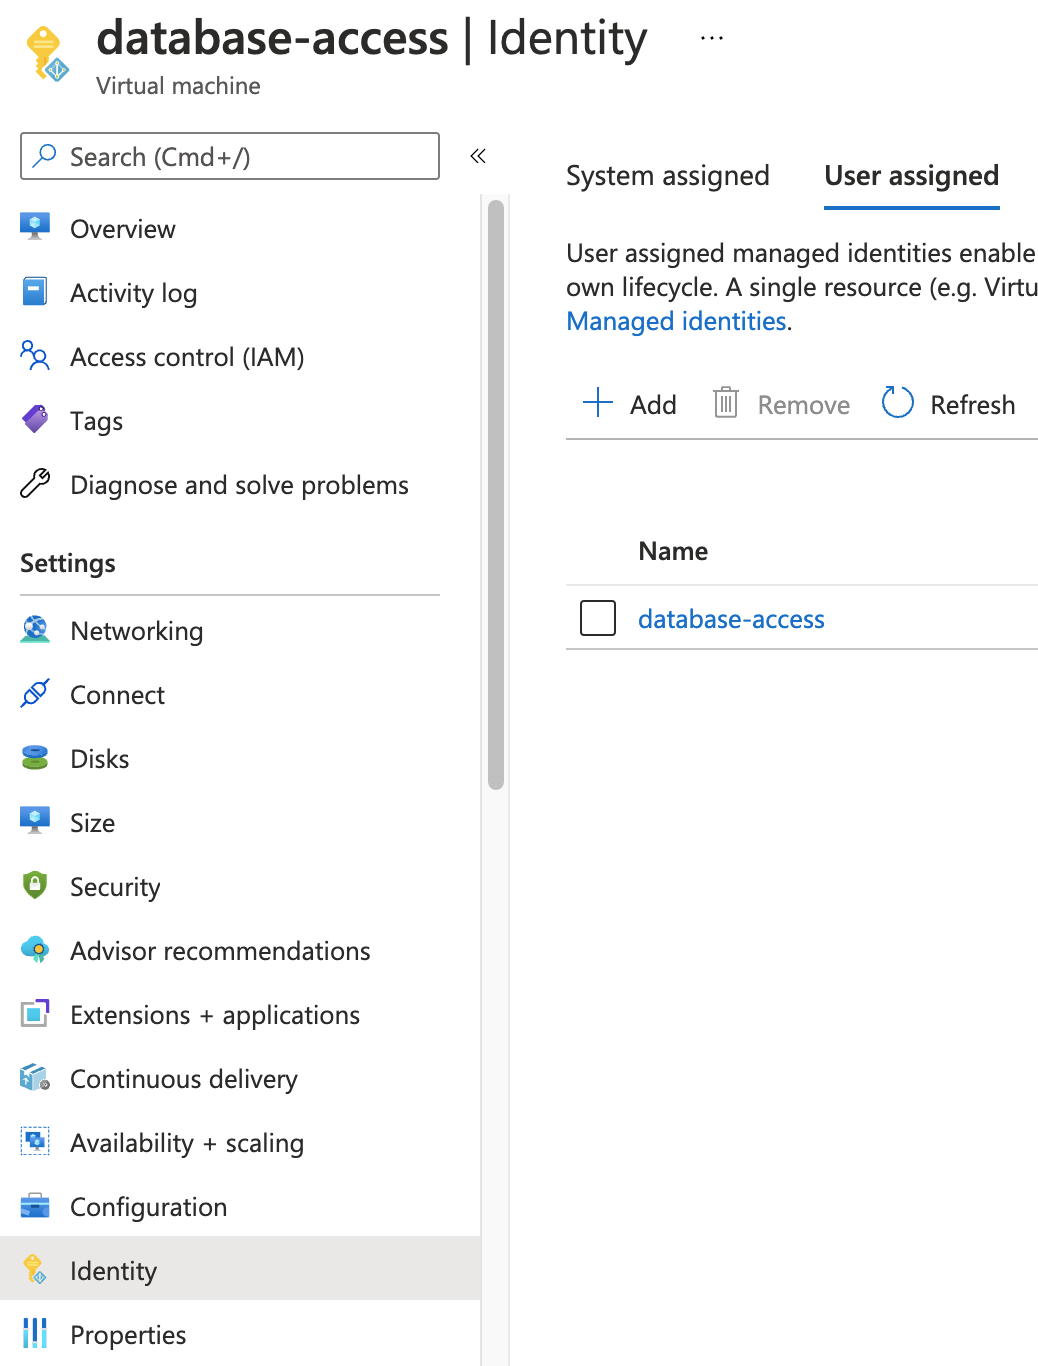 database-access | Identity ...
Virtual machine
Search (Cmd+/)
«
Overview
Activity log
Access control (IAM)
Tags
Diagnose and solve problems
Settings
Networking
Connect
Disks
Size
Security
Advisor recommendations
Extensions + applications
Continuous delivery
Availability + scaling
Configuration
Identity
Properties
System assigned User assigned
User assigned managed identities enable
own lifecycle. A single resource (e.g. Virtu
Managed identities.
Add Remove Refresh
Name
database-access